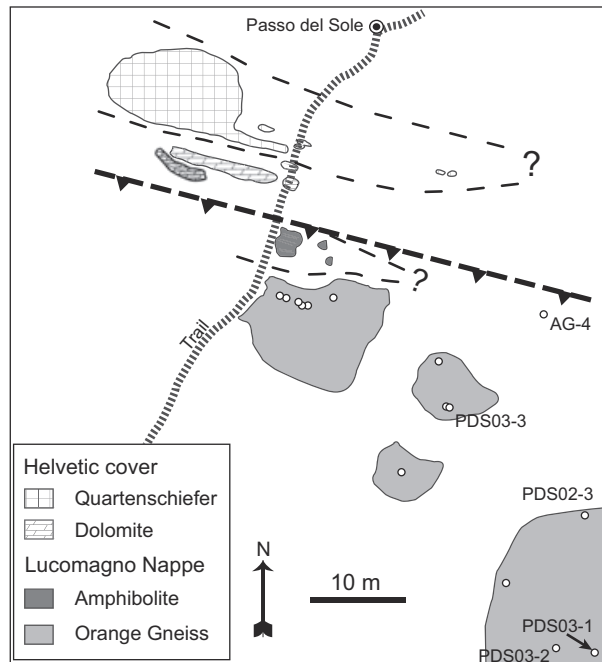 Passo del Sole
?
?
AG-4
Trail
PDS03-3
PDS02-3
PDS03-1
PDS03-2
Helvetic cover
Quartenschiefer
Dolomite
Lucomagno Nappe
Amphibolite
Orange Gneiss
N
10 m